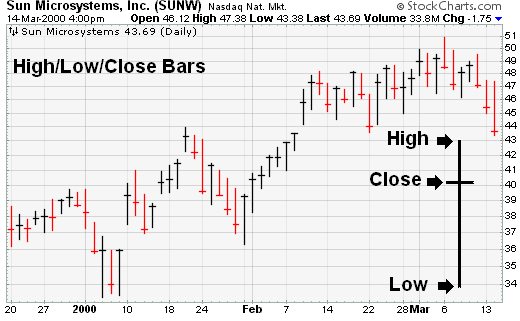 Sun Microsystems, Inc. (SUNW) Nasdaq Nat. Mkt. © StockCharts.com
14-Mar-2000 4:00pm Open 46.12 High 47.38 Low 43.38 Last 43.69 Volume 33.8M Chg -1.75
Sun Microsystems 43.69 (Daily)
High/Low/Close Bars
51
50
49
48
47
46
45
44
43
42
41
40
39
38
37
36
35
34
High
Close
Low
20 27 2000 10 18 24 Feb 7 14 22 28 Mar 6 13